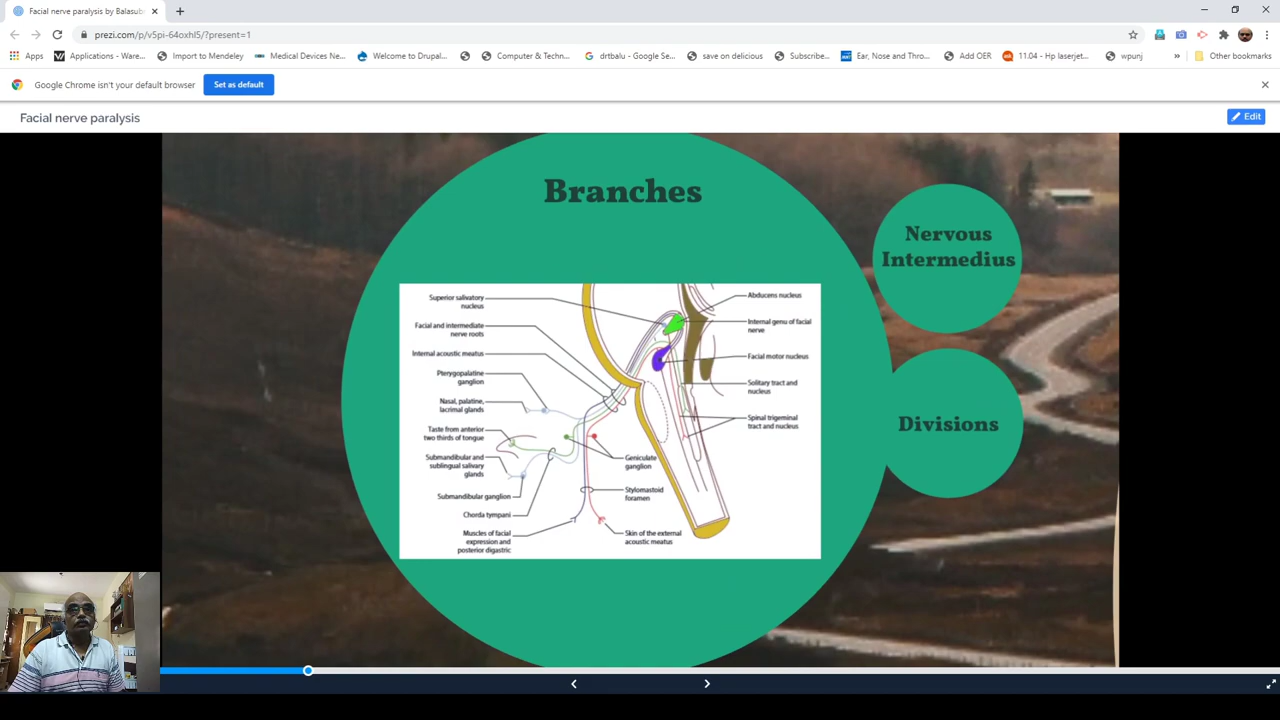 Facial nerve paralysis by Balasub
prezi.com/p/v5pi-64oxhl5/?present=1
Apps
Applications - Ware...
Import to Mendeley
Medical Devices Ne...
Welcome to Drupal...
Computer & Techn...
drtbalu - Google Se...
save on delicious
Subscribe...
Ear, Nose and Thro...
Add OER
11.04 - Hp laserjet...
wpunj
»
Other bookmarks
Google Chrome isn't your default browser
Set as default
Facial nerve paralysis
Edit
Branches
Nervous
Intermedius
Divisions
Superior salivatory
nucleus
Facial and intermediate
nerve roots
Internal acoustic meatus
Pterygopalatine
ganglion
Nasal, palatine,
lacrimal glands
Taste from anterior
two thirds of tongue
Submandibular and
sublingual salivary
glands
Submandibular ganglion
Chorda tympani
Muscles of facial
expression and
posterior digastric
Abducens nucleus
Internal genu of facial
nerve
Facial motor nucleus
Solitary tract and
nucleus
Spinal trigeminal
tract and nucleus
Geniculate
ganglion
Stylomastoid
foramen
Skin of the external
acoustic meatus